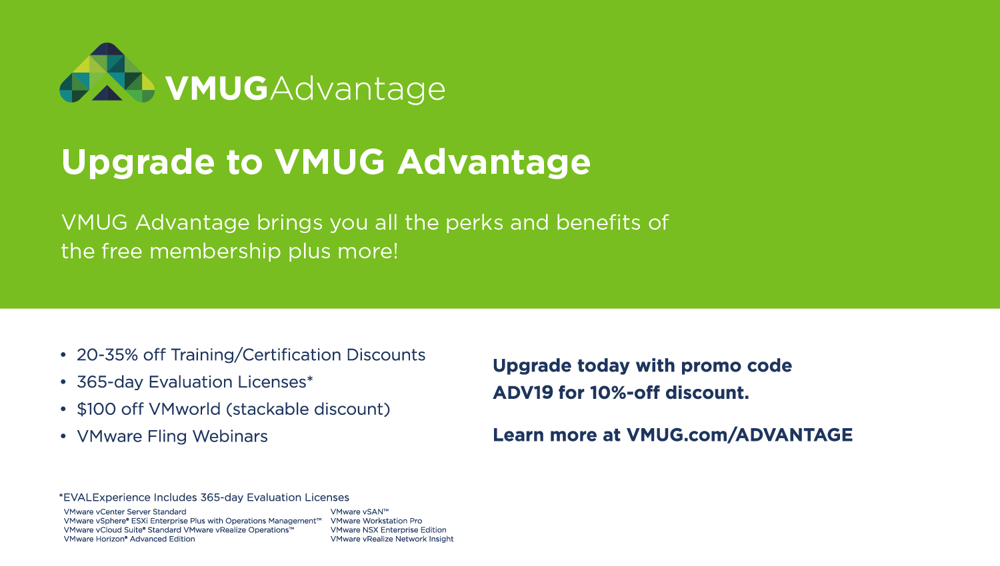 VMUGAdvantage
Upgrade to VMUG Advantage
VMUG Advantage brings you all the perks and benefits of
the free membership plus more!
• 20-35% off Training/Certification Discounts
• 365-day Evaluation Licenses*
• $100 off VMworld (stackable discount)
• VMware Fling Webinars
Upgrade today with promo code
ADV19 for 10%-off discount.
Learn more at VMUG.com/ADVANTAGE
*EVALExperience Includes 365-day Evaluation Licenses
VMware vCenter Server Standard
VMware vSphere® ESXi Enterprise Plus with Operations Management™
VMware vCloud Suite® Standard VMware vRealize Operations™
VMware Horizon® Advanced Edition
VMware vSAN™
VMware Workstation Pro
VMware NSX Enterprise Edition
VMware vRealize Network Insight